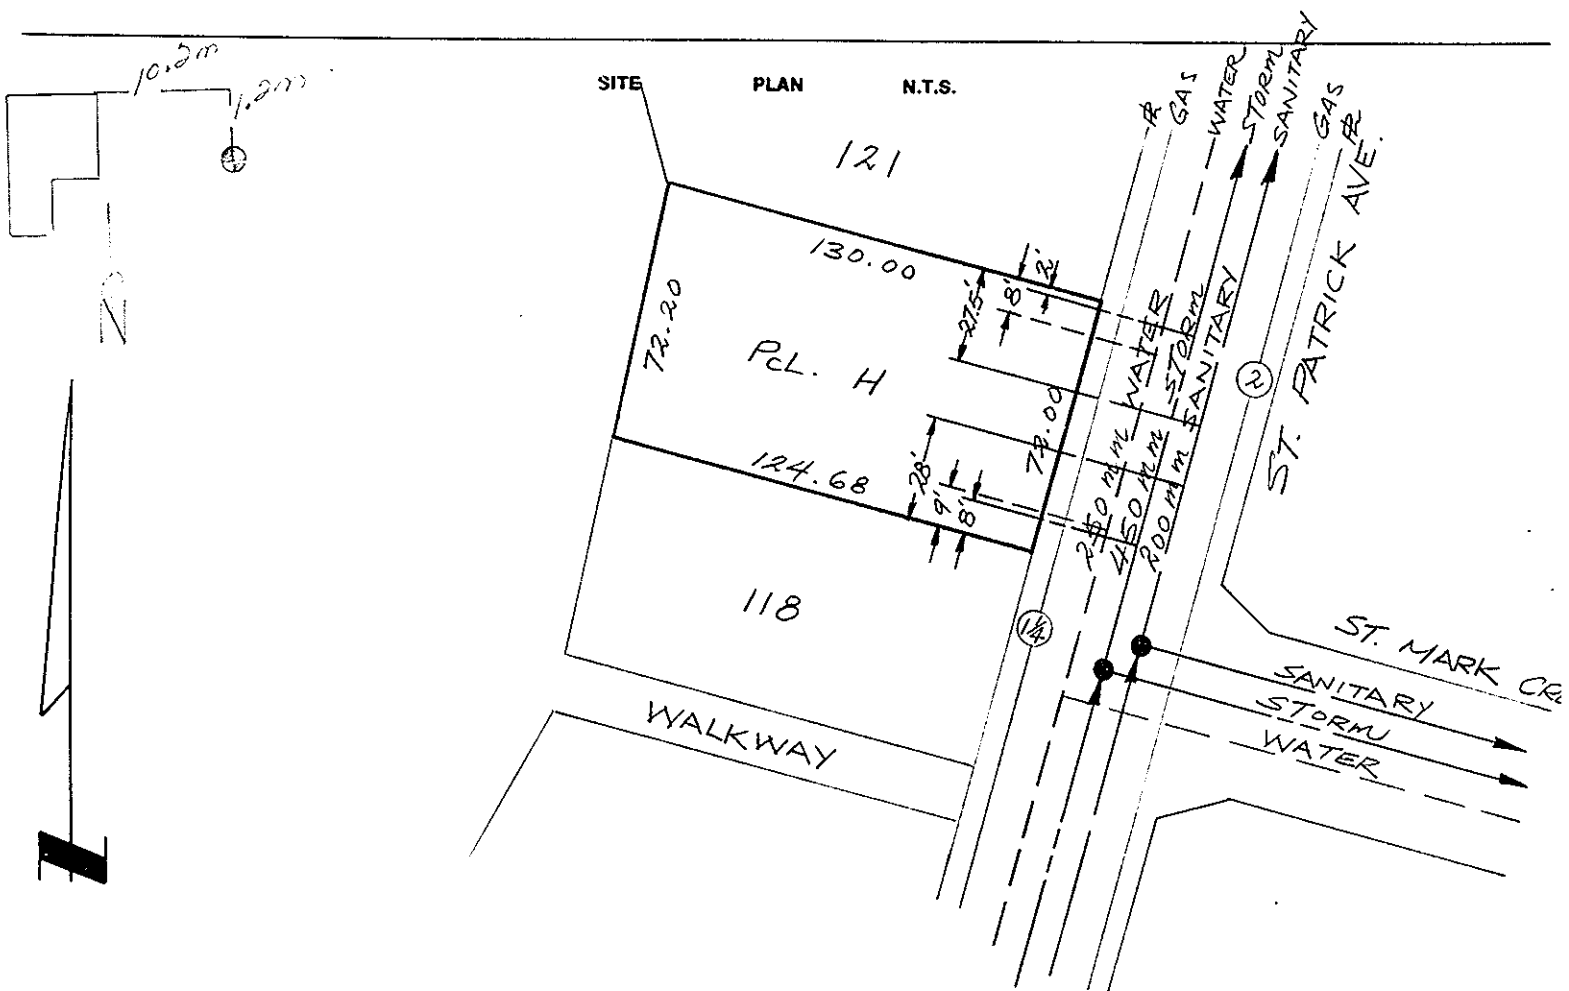 10.2m
1.2m
N
SITE PLAN N.T.S.
℄
GAS
WATER
STORM
SANITARY
GAS
℄
ST. PATRICK AVE.
121
130.00
72.20
PCL. H
27.5'
8'
2'
72.00
28'
9'
8'
124.68
WATER
STORM
SANITARY
250 mm
450 mm
200 mm
2
1¼
118
WALKWAY
ST. MARK CRE
SANITARY
STORM
WATER